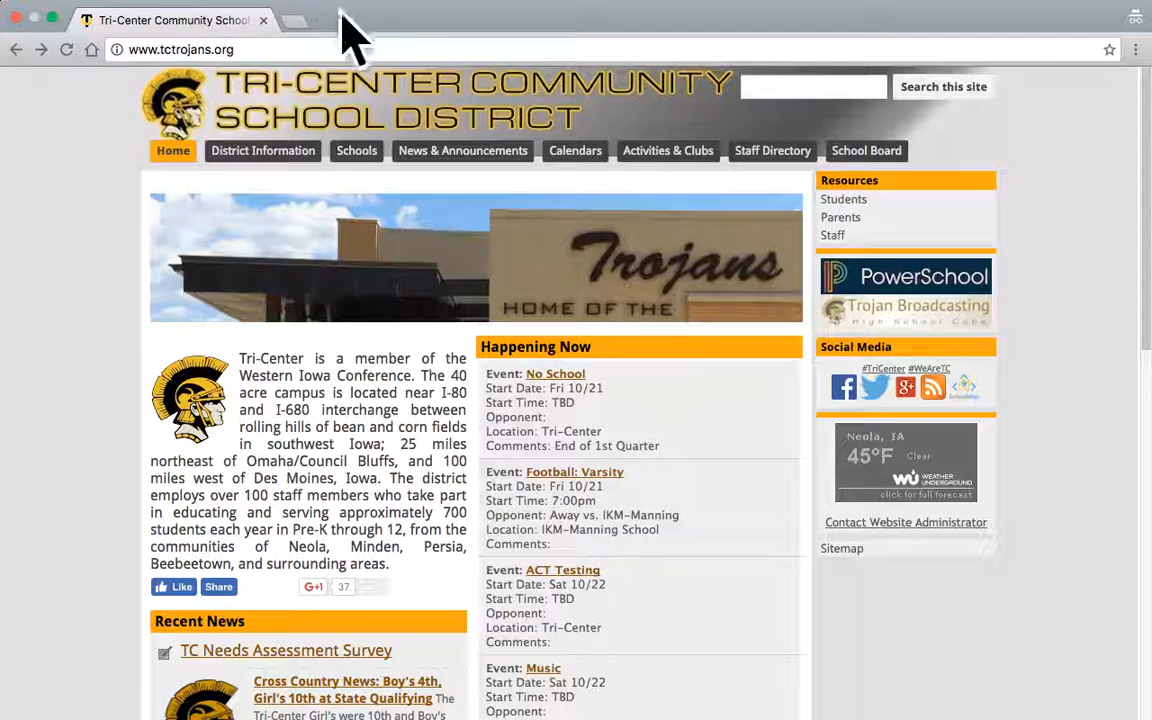 Tri-Center Community School
www.tctrojans.org
TRI-CENTER COMMUNITY
SCHOOL DISTRICT
Search this site
Home
District Information
Schools
News & Announcements
Calendars
Activities & Clubs
Staff Directory
School Board
Trojans
HOME OF THE
Tri-Center is a member of the
Western Iowa Conference. The 40
acre campus is located near I-80
and I-680 interchange between
rolling hills of bean and corn fields
in southwest Iowa; 25 miles
northeast of Omaha/Council Bluffs, and 100
miles west of Des Moines, Iowa. The district
employs over 100 staff members who take part
in educating and serving approximately 700
students each year in Pre-K through 12, from the
communities of Neola, Minden, Persia,
Beebeetown, and surrounding areas.
Like
Share
G+1
37
Recent News
TC Needs Assessment Survey
Cross Country News: Boy's 4th,
Girl's 10th at State Qualifying The
Tri-Center Girl's were 10th and Boy's
Happening Now
Event: No School
Start Date: Fri 10/21
Start Time: TBD
Opponent:
Location: Tri-Center
Comments: End of 1st Quarter
Event: Football: Varsity
Start Date: Fri 10/21
Start Time: 7:00pm
Opponent: Away vs. IKM-Manning
Location: IKM-Manning School
Comments:
Event: ACT Testing
Start Date: Sat 10/22
Start Time: TBD
Opponent:
Location: Tri-Center
Comments:
Event: Music
Start Date: Sat 10/22
Start Time: TBD
Opponent:
Resources
Students
Parents
Staff
PowerSchool
Trojan Broadcasting
High School Cube
Social Media
#TriCenter #WeAreTC
Neola, IA
45°F Clear
WEATHER
UNDERGROUND
click for full forecast
Contact Website Administrator
Sitemap